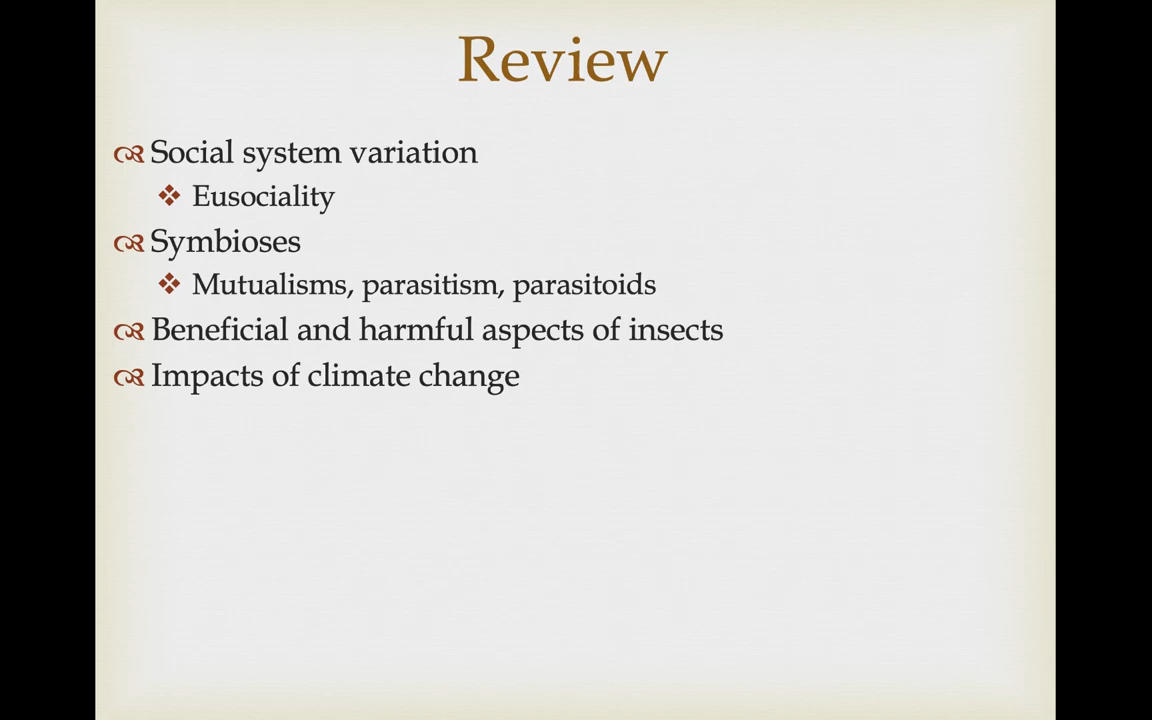 Review
Social system variation
Eusociality
Symbioses
Mutualisms, parasitism, parasitoids
Beneficial and harmful aspects of insects
Impacts of climate change